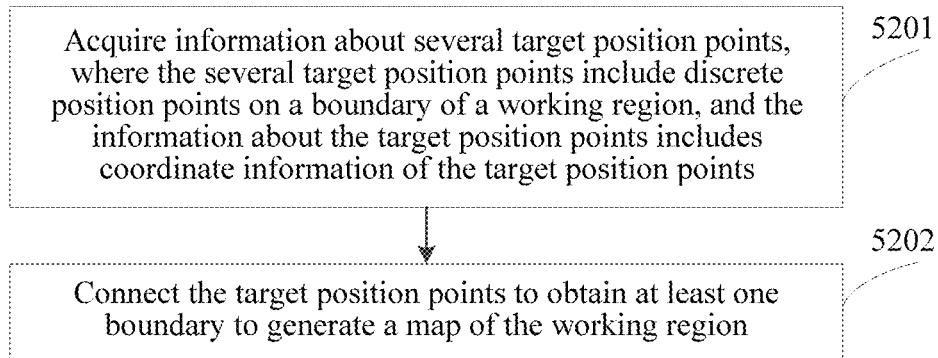 Acquire information about several target position points,
where the several target position points include discrete
position points on a boundary of a working region, and the
information about the target position points includes
coordinate information of the target position points
5201
Connect the target position points to obtain at least one
boundary to generate a map of the working region
5202